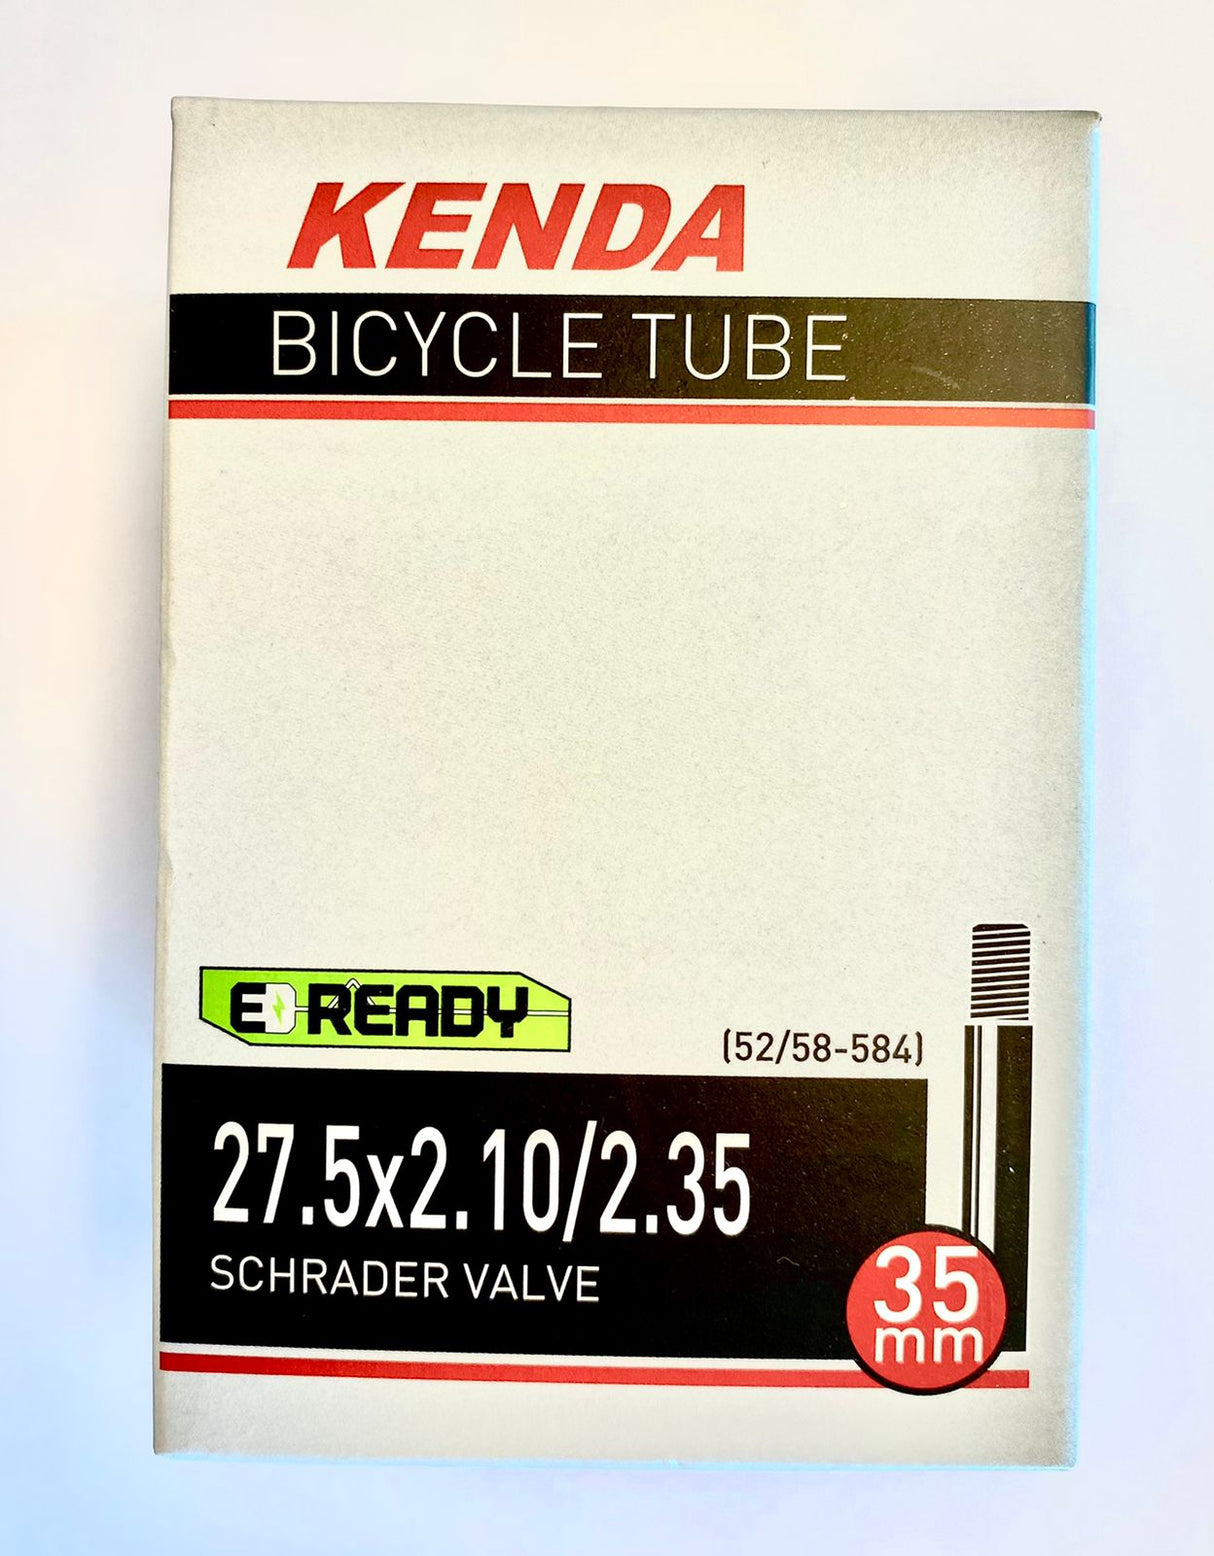 KENDA
BICYCLE TUBE
E READY
(52/58-584)
27.5x2.10/2.35
SCHRADER VALVE
35
mm